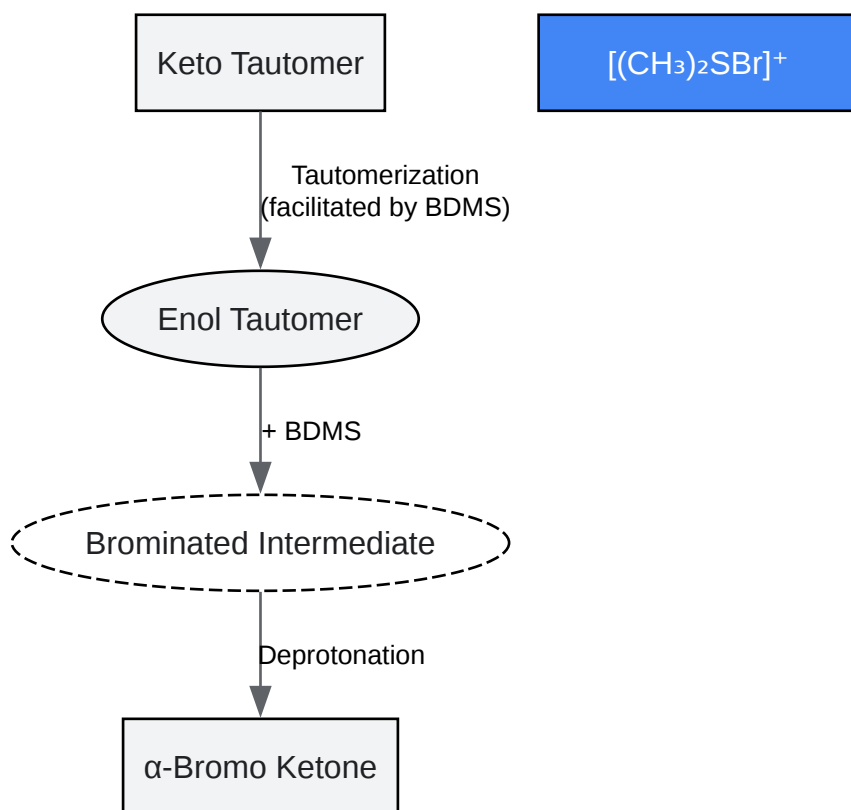 Keto Tautomer
[(CH₃)₂SBr]⁺
Tautomerization
(facilitated by BDMS)
Enol Tautomer
+ BDMS
Brominated Intermediate
Deprotonation
α-Bromo Ketone